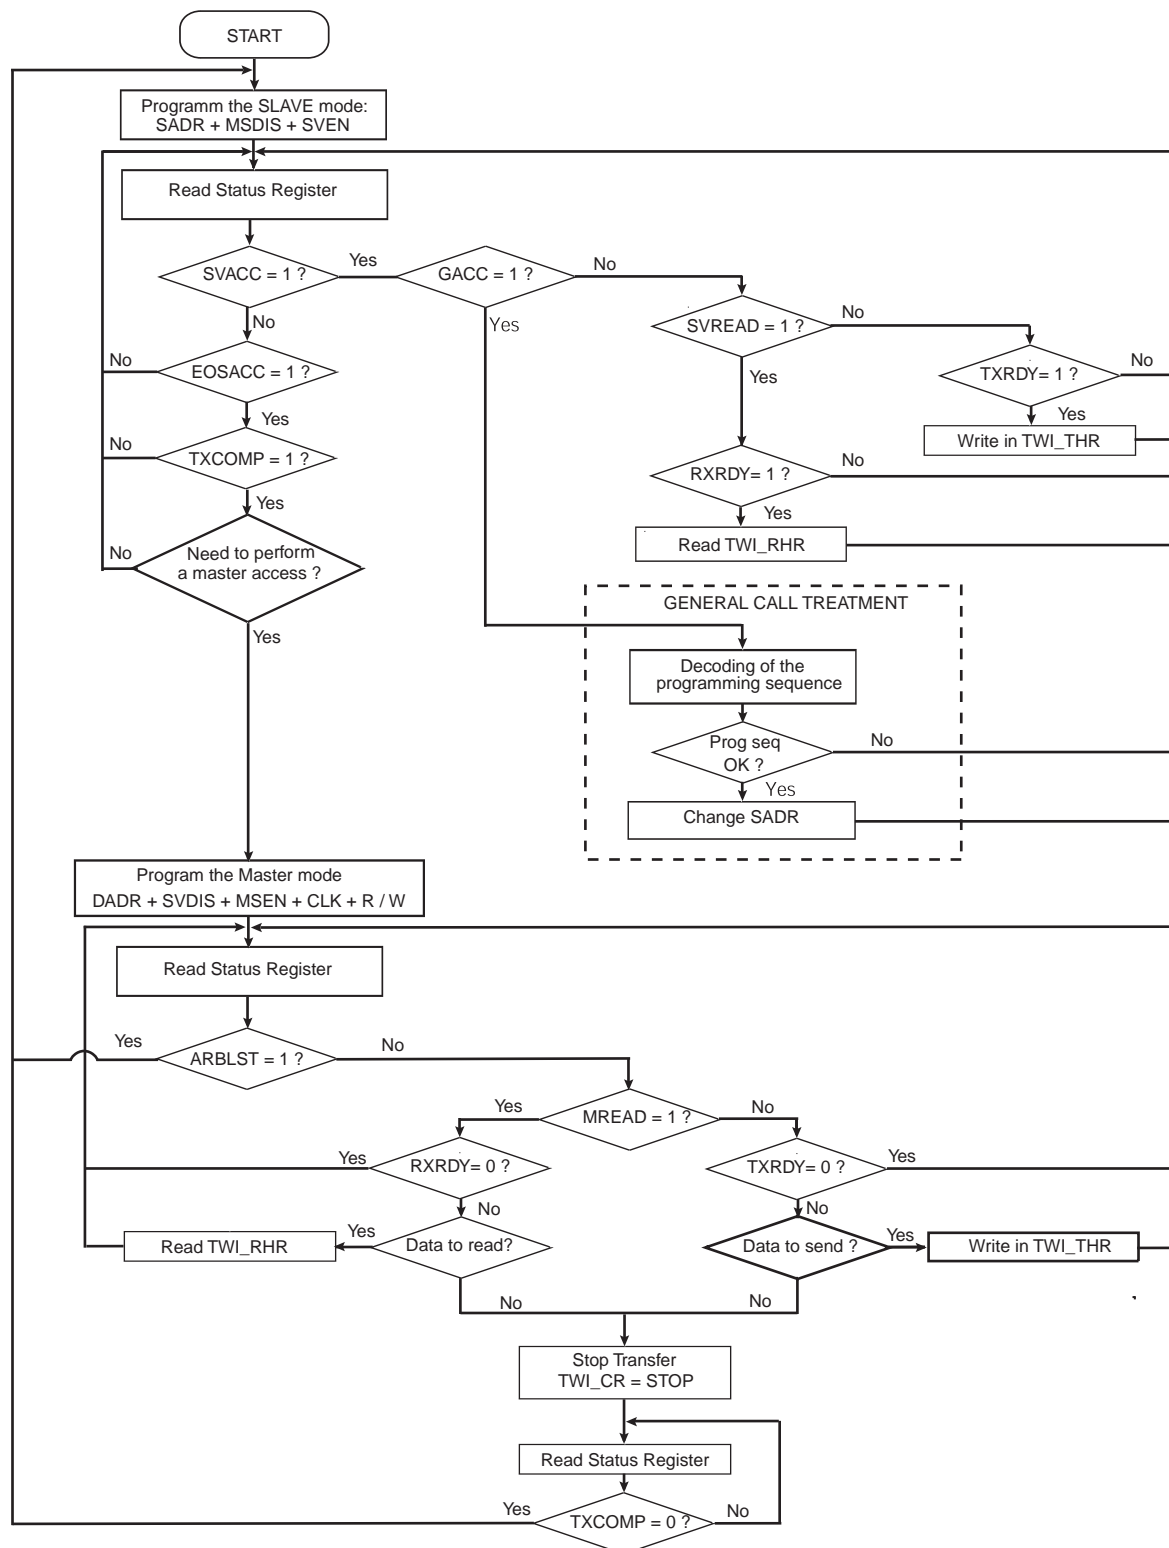 START
Programm the SLAVE mode:
SADR + MSDIS + SVEN
Read Status Register
SVACC = 1 ?
Yes
GACC = 1 ?
No
SVREAD = 1 ?
No
No
Yes
EOSACC = 1 ?
No
TXRDY= 1 ?
No
Yes
Yes
Yes
Write in TWI_THR
No
TXCOMP = 1 ?
RXRDY= 1 ?
No
Yes
Yes
Read TWI_RHR
No
Need to perform
a master access ?
GENERAL CALL TREATMENT
Yes
Decoding of the
programming sequence
Prog seq
OK ?
No
Yes
Change SADR
Program the Master mode
DADR + SVDIS + MSEN + CLK + R / W
Read Status Register
Yes
ARBLST = 1 ?
No
Yes
MREAD = 1 ?
No
Yes
RXRDY= 0 ?
TXRDY= 0 ?
Yes
No
No
Read TWI_RHR
Yes
Data to read?
Data to send ?
Yes
Write in TWI_THR
No
No
Stop Transfer
TWI_CR = STOP
Read Status Register
Yes
TXCOMP = 0 ?
No